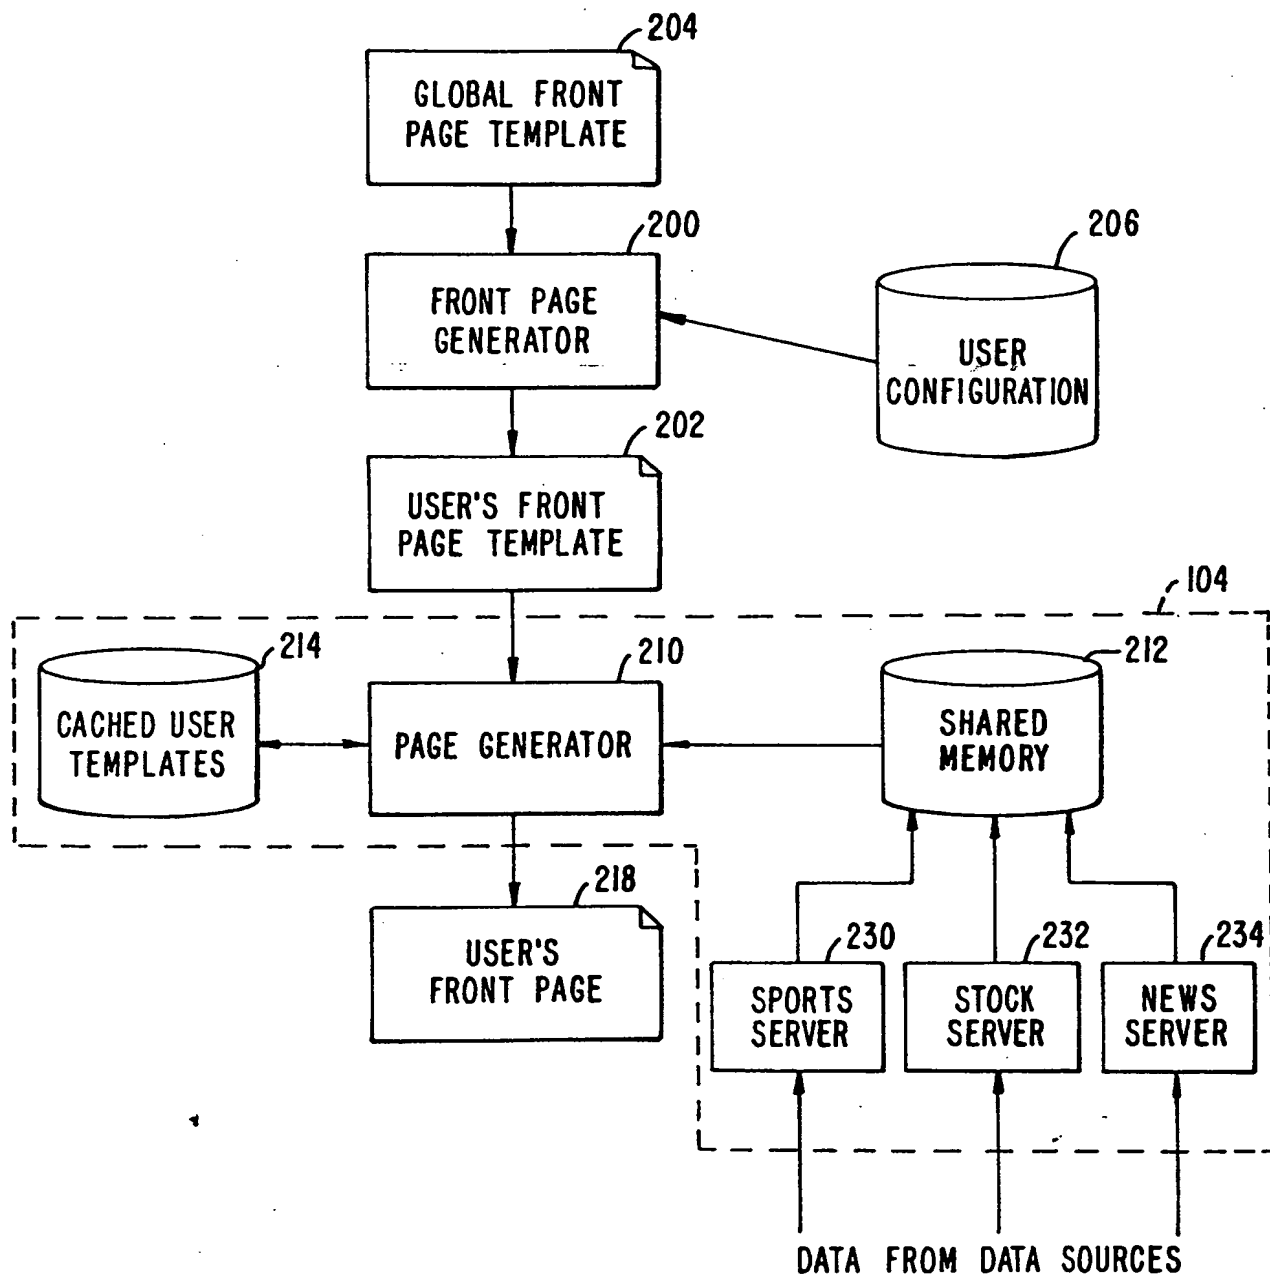 204
GLOBAL FRONT
PAGE TEMPLATE
200
FRONT PAGE
GENERATOR
206
USER
CONFIGURATION
202
USER'S FRONT
PAGE TEMPLATE
104
214
CACHED USER
TEMPLATES
210
PAGE GENERATOR
212
SHARED
MEMORY
218
USER'S
FRONT PAGE
230
SPORTS
SERVER
232
STOCK
SERVER
234
NEWS
SERVER
DATA FROM DATA SOURCES